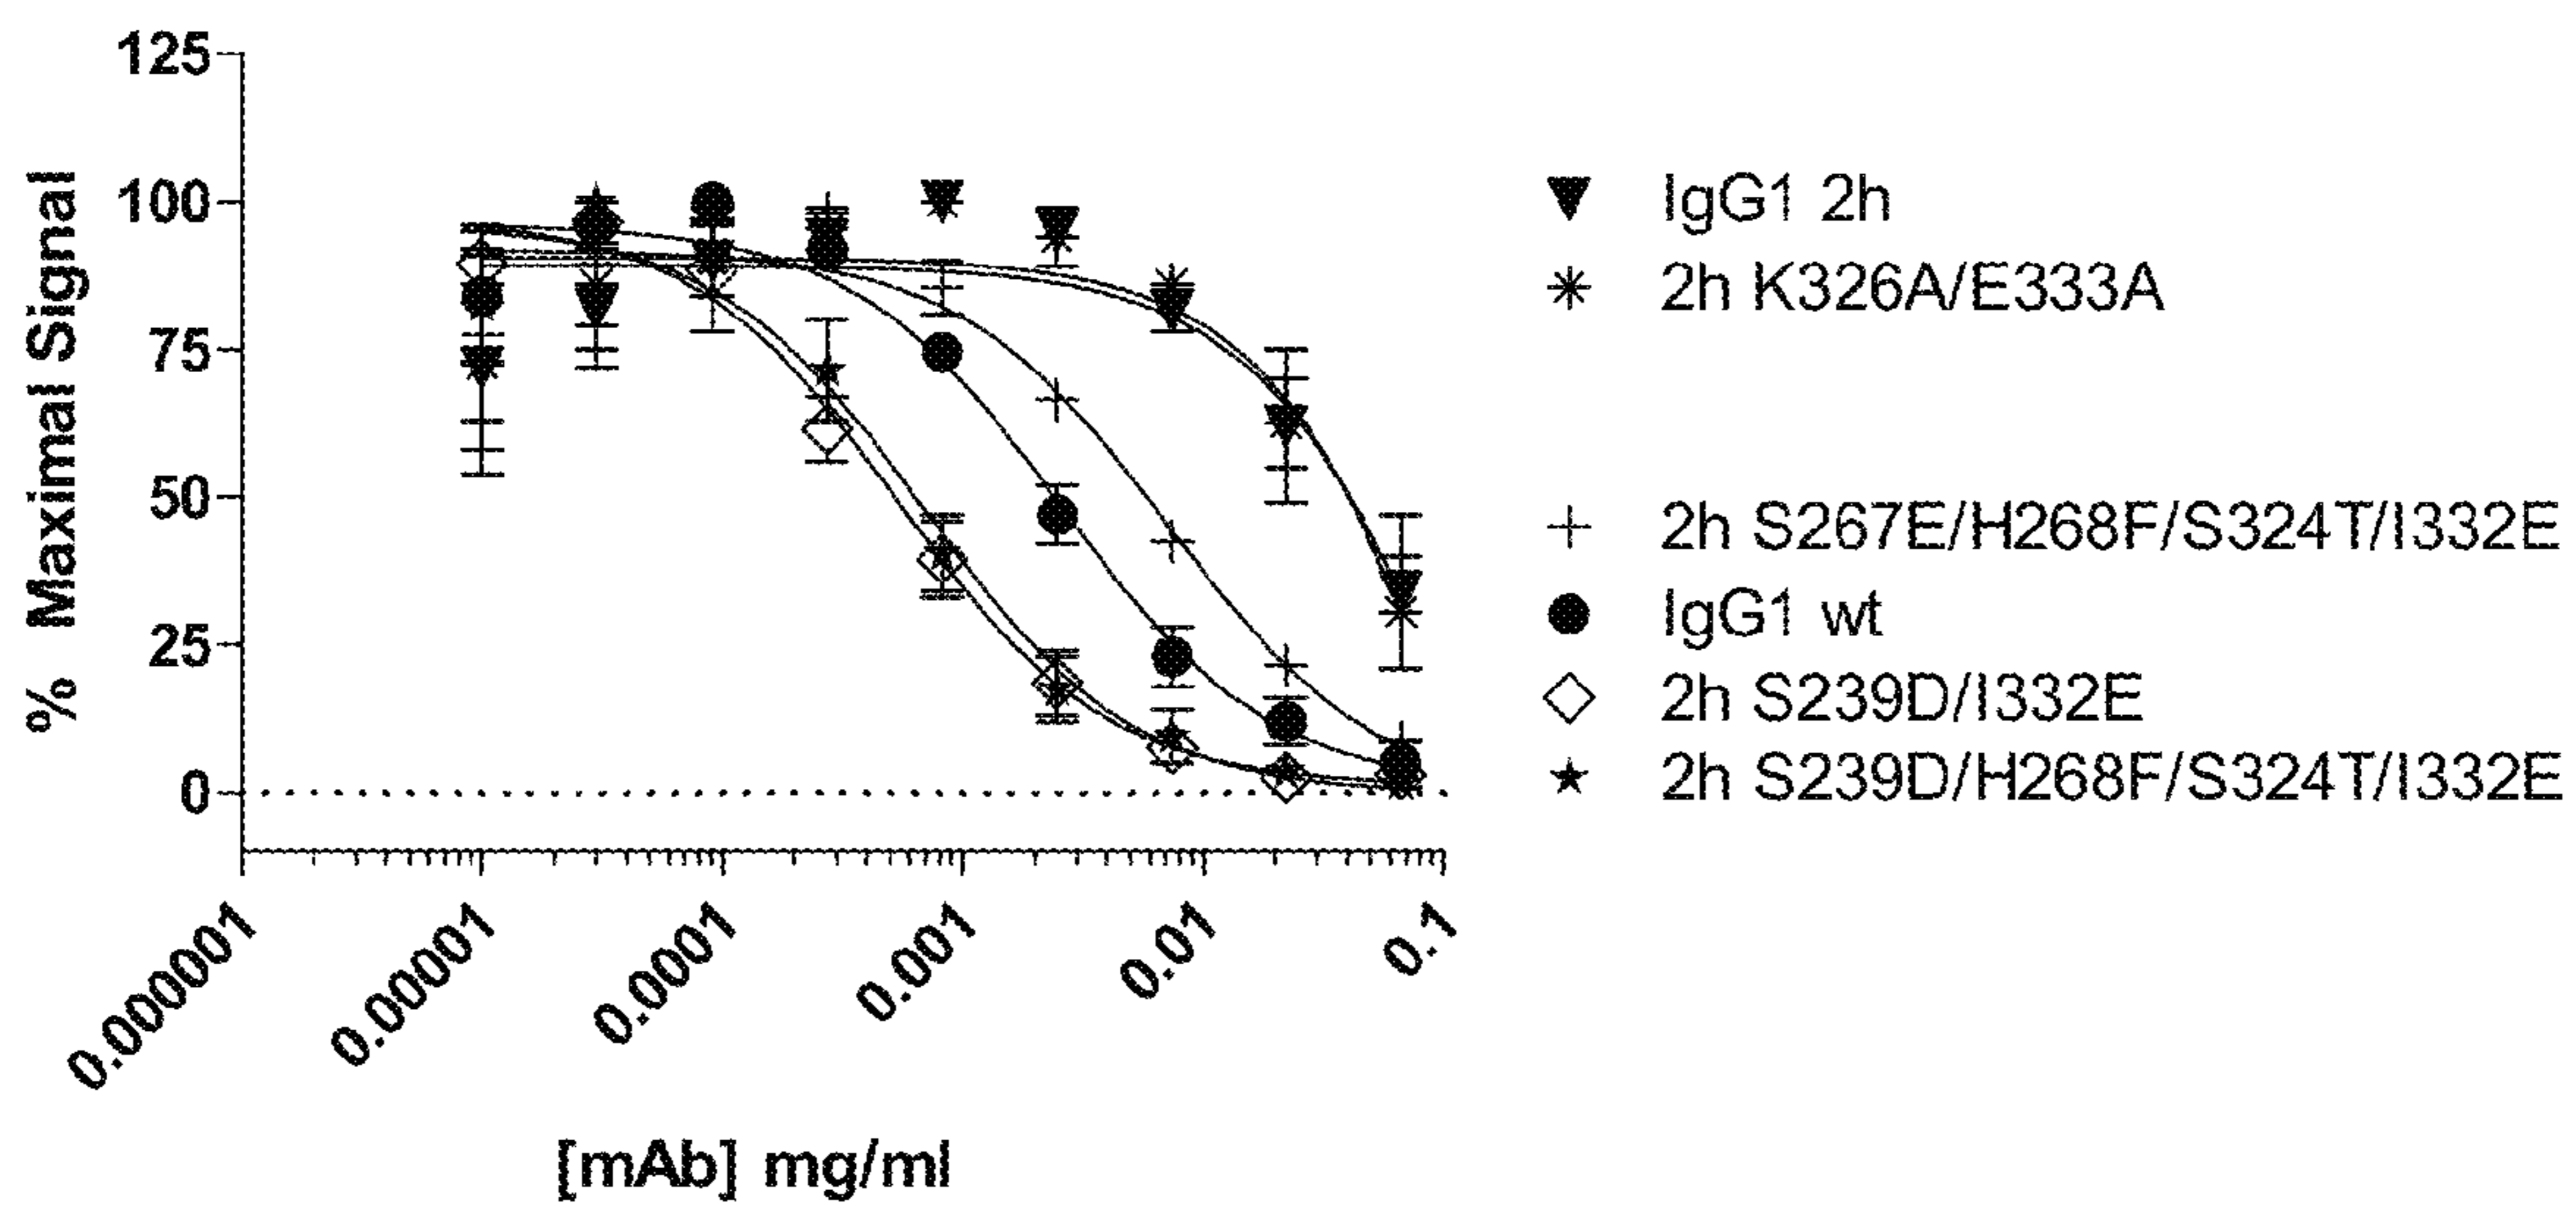 % Maximal Signal
125
100
75
50
25
0
0.000001
0.00001
0.0001
0.001
0.01
0.1
[mAb] mg/ml
IgG1 2h
2h K326A/E333A
2h S267E/H268F/S324T/I332E
IgG1 wt
2h S239D/I332E
2h S239D/H268F/S324T/I332E